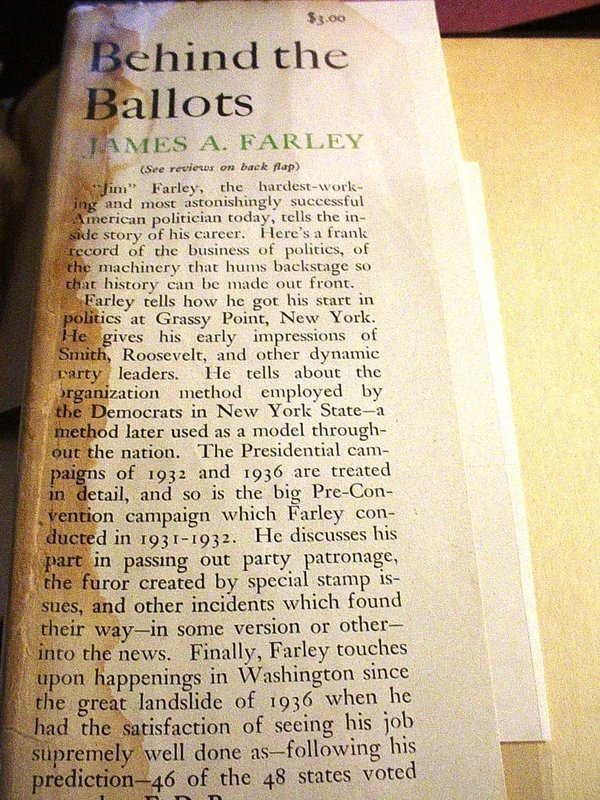 $3.00
Behind the
Ballots
JAMES A. FARLEY
(See reviews on back flap)
"Jim" Farley, the hardest-work-
ing and most astonishingly successful
American politician today, tells the in-
side story of his career. Here's a frank
record of the business of politics, of
the machinery that hums backstage so
that history can be made out front.
Farley tells how he got his start in
politics at Grassy Point, New York.
He gives his early impressions of
Smith, Roosevelt, and other dynamic
party leaders. He tells about the
organization method employed by
the Democrats in New York State—a
method later used as a model through-
out the nation. The Presidential cam-
paigns of 1932 and 1936 are treated
in detail, and so is the big Pre-Con-
vention campaign which Farley con-
ducted in 1931-1932. He discusses his
part in passing out party patronage,
the furor created by special stamp is-
sues, and other incidents which found
their way—in some version or other—
into the news. Finally, Farley touches
upon happenings in Washington since
the great landslide of 1936 when he
had the satisfaction of seeing his job
supremely well done as—following his
prediction—46 of the 48 states voted